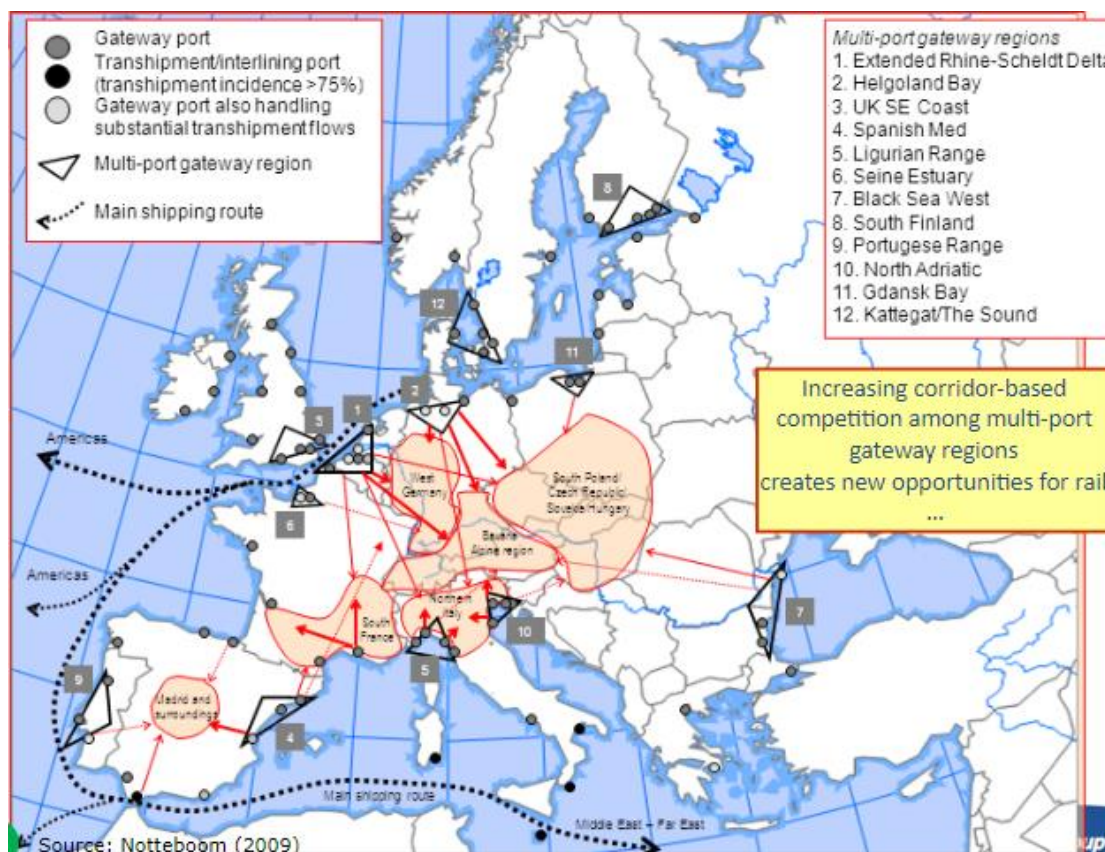 Gateway port
Transhipment/interlining port
(transhipment incidence >75%)
Gateway port also handling
substantial transhipment flows
Multi-port gateway region
Main shipping route
Multi-port gateway regions
1. Extended Rhine-Scheldt Delta
2. Helgoland Bay
3. UK SE Coast
4. Spanish Med
5. Ligurian Range
6. Seine Estuary
7. Black Sea West
8. South Finland
9. Portugese Range
10. North Adriatic
11. Gdansk Bay
12. Kattegat/The Sound
Increasing corridor-based
competition among multi-port
gateway regions
creates new opportunities for rail
...
8
12
11
2
1
3
Americas
West
Germany
South Poland/
Czech Republic/
Hungary
6
Bavaria
Alpine region
Americas
Northern
Italy
South
France
7
10
5
9
Madrid and
surroundings
4
Main shipping route
Middle East – Far East
Source: Notteboom (2009)
up